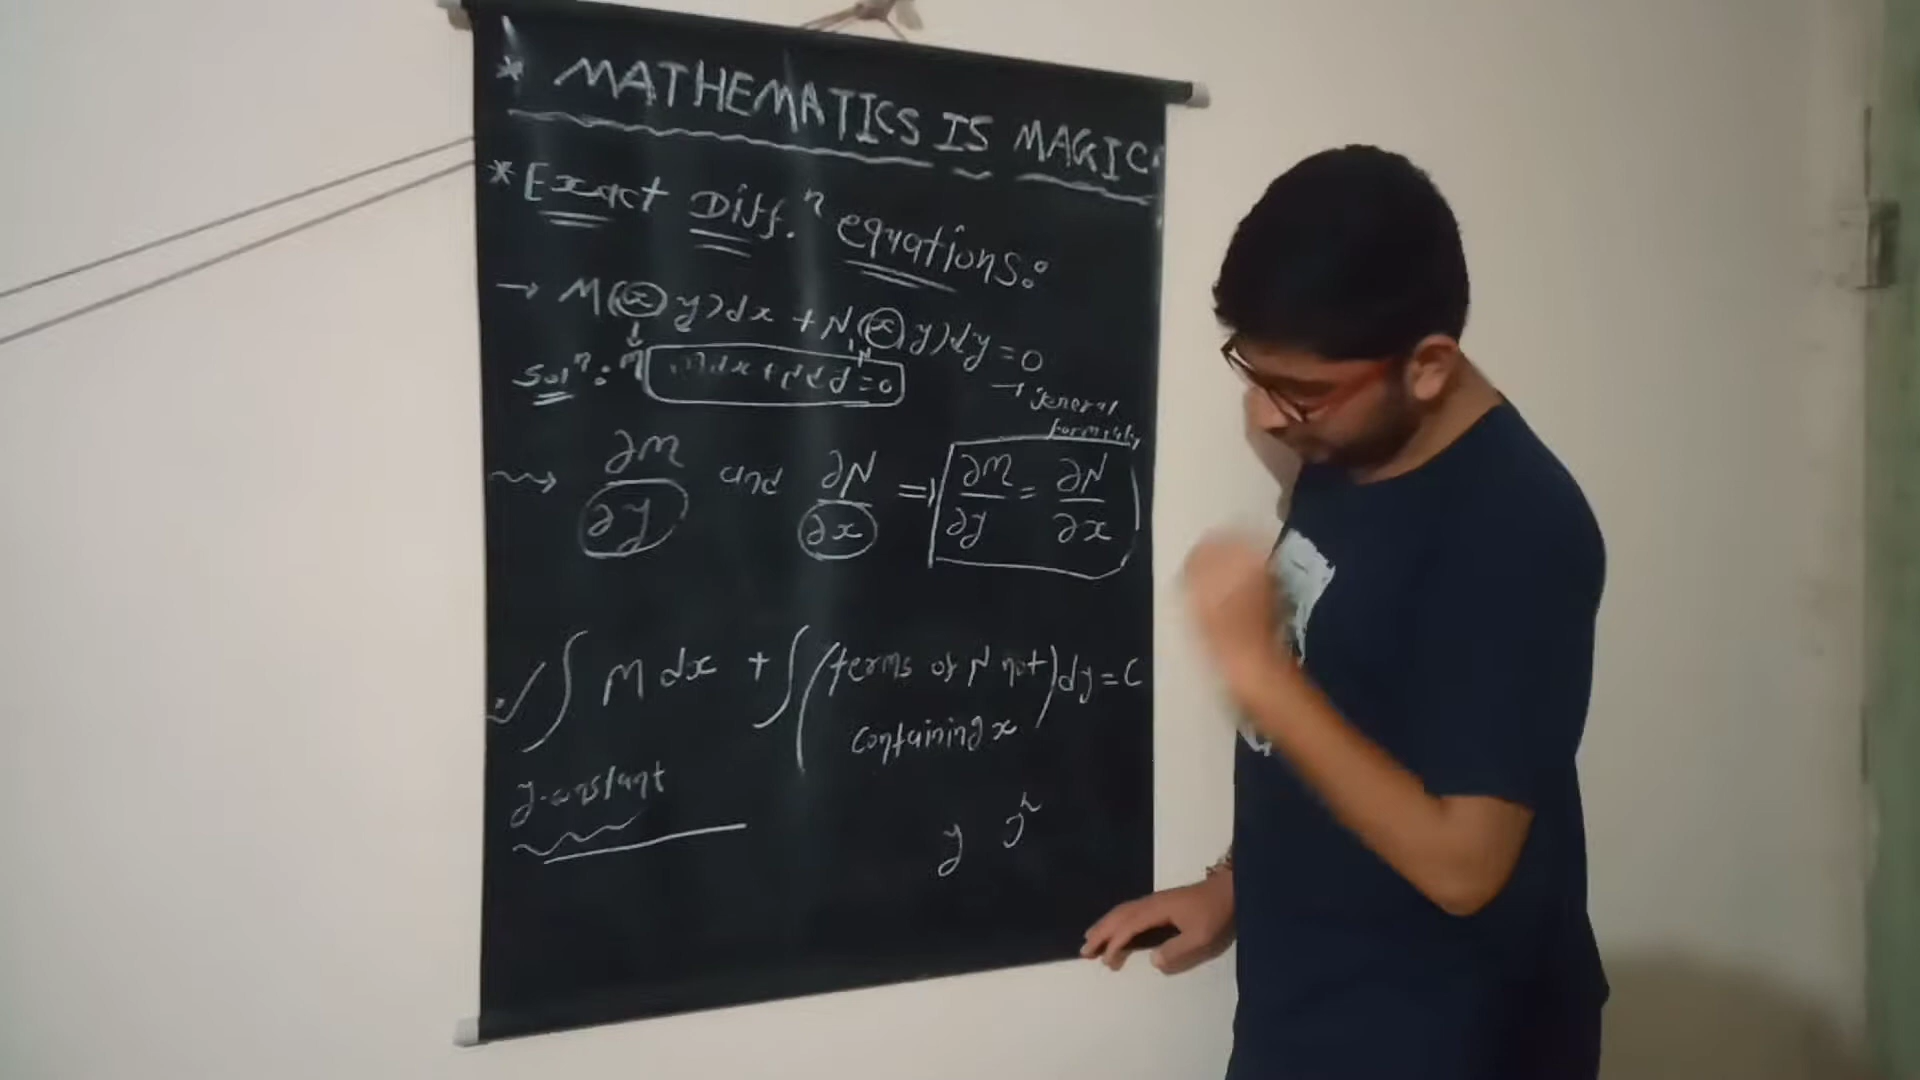 * MATHEMATICS IS MAGIC
* Exact Diff.ⁿ equations:
→ M(x, y)dx + N(x, y)dy = 0
Solⁿ: M Mdx + Ndy = 0
→ general
∂M/∂y and ∂N/∂x ⇒ ∂M/∂y = ∂N/∂x
✓ ∫ M dx + ∫ (terms of N not containing x) dy = C
y-constant
y